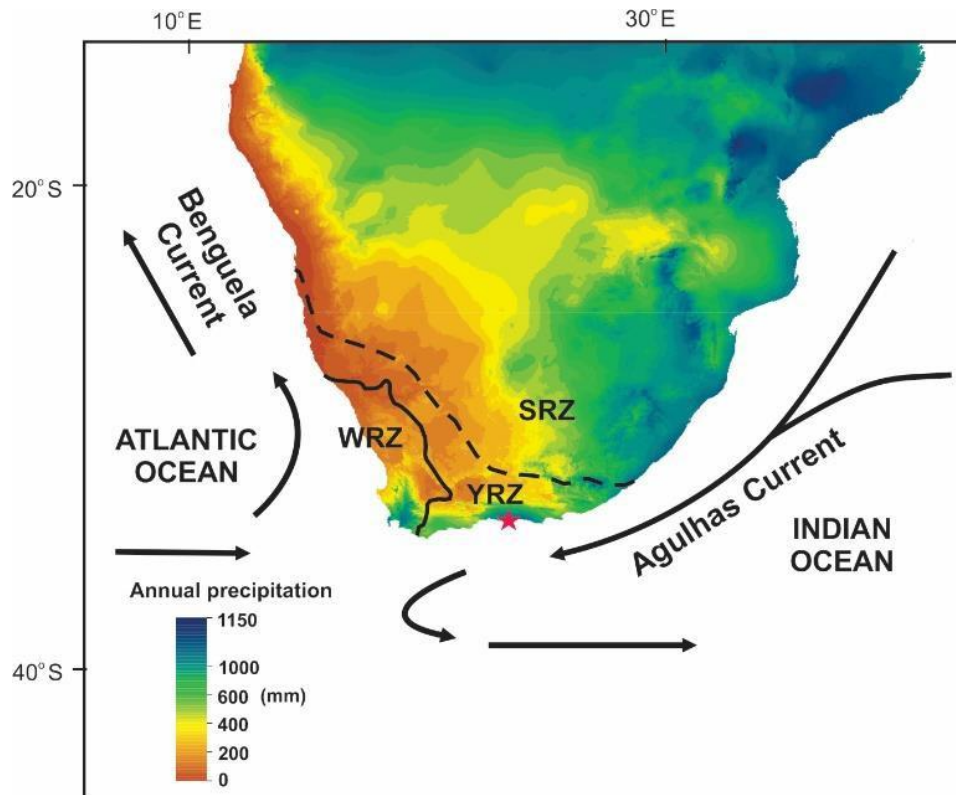 10°E
30°E
20°S
Benguela
Current
ATLANTIC
OCEAN
WRZ
SRZ
YRZ
Agulhas Current
INDIAN
OCEAN
Annual precipitation
1150
1000
600 (mm)
400
200
0
40°S